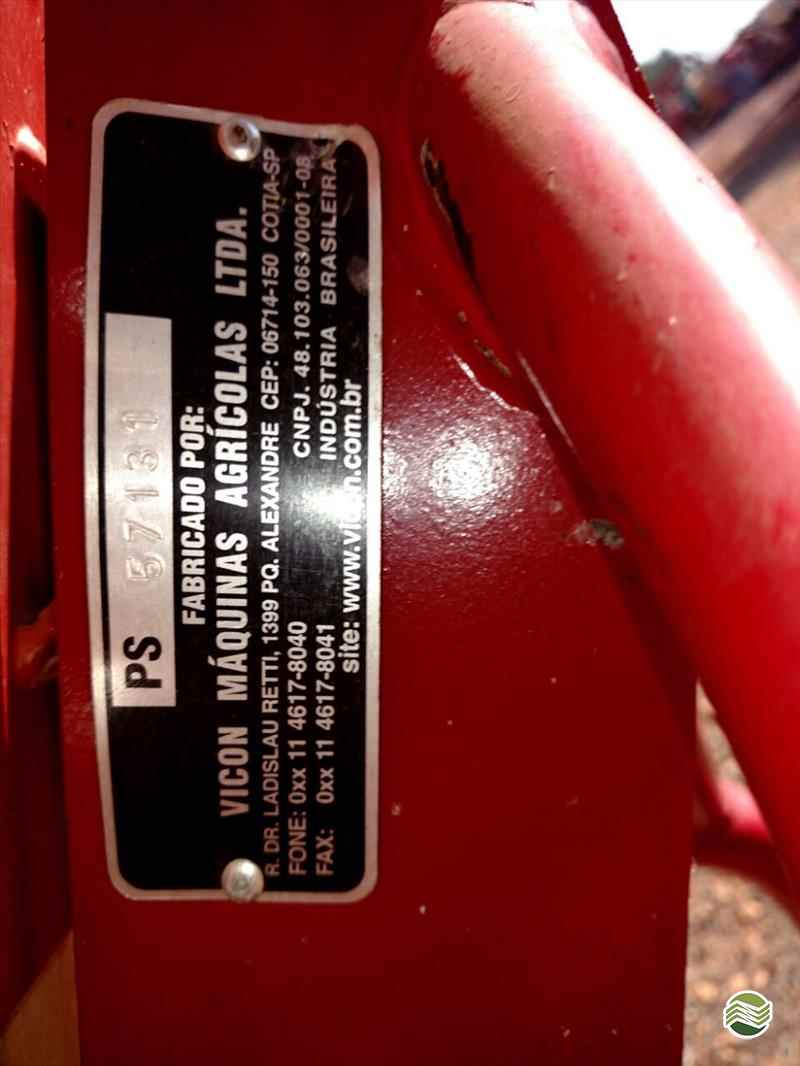 PS 57131
FABRICADO POR:
VICON MÁQUINAS AGRÍCOLAS LTDA.
R. DR. LADISLAU RETTI, 1399 PQ. ALEXANDRE CEP: 06714-150 COTIA-SP
FONE: 0xx 11 4617-8040 CNPJ. 48.103.063/0001-08
FAX: 0xx 11 4617-8041 INDÚSTRIA BRASILEIRA
site: www.vicon.com.br